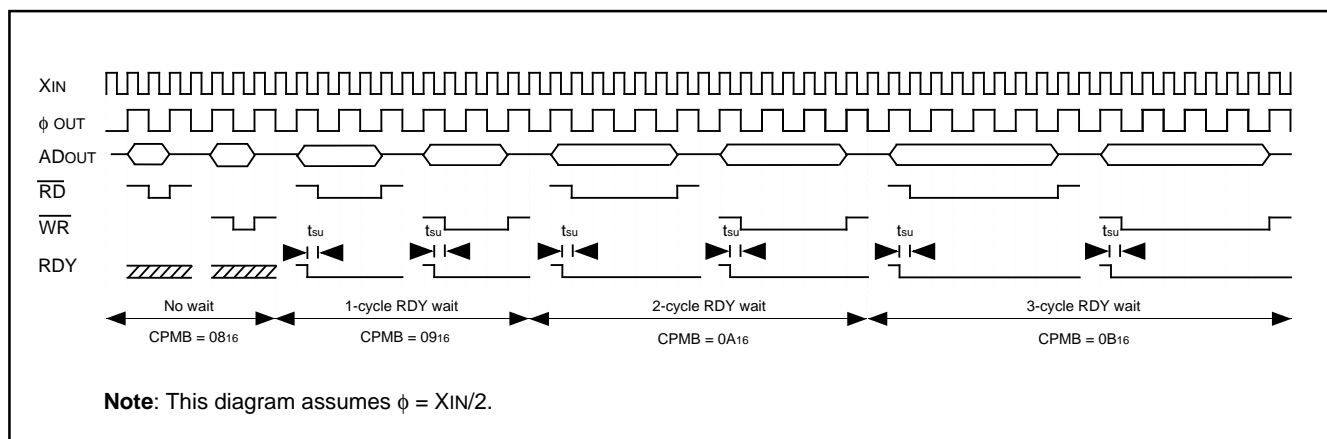 XIN
φ OUT
ADOUT
RD
WR
tsu tsu tsu tsu tsu tsu
RDY
No wait 1-cycle RDY wait 2-cycle RDY wait 3-cycle RDY wait
CPMB = 0816 CPMB = 0916 CPMB = 0A16 CPMB = 0B16
Note: This diagram assumes φ = XIN/2.